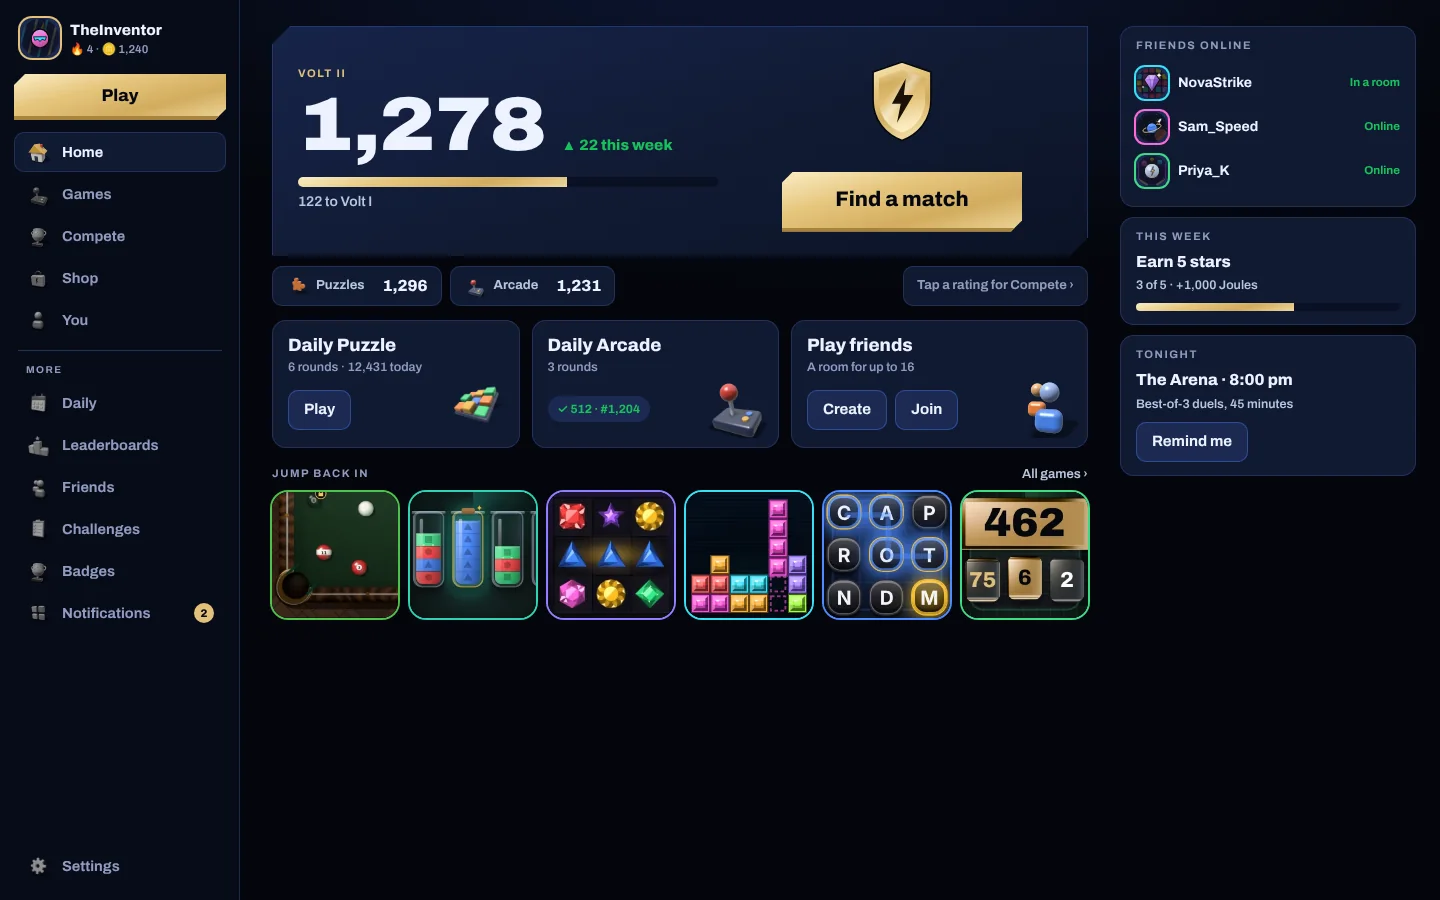 TheInventor
4 · 1,240
Play
Home
Games
Compete
Shop
You
MORE
Daily
Leaderboards
Friends
Challenges
Badges
Notifications 2
Settings
VOLT II
1,278 ▲ 22 this week
122 to Volt I
Find a match
Puzzles 1,296
Arcade 1,231
Tap a rating for Compete ›
Daily Puzzle
6 rounds · 12,431 today
Play
Daily Arcade
3 rounds
✓ 512 · #1,204
Play friends
A room for up to 16
Create Join
JUMP BACK IN
All games ›
C A P
R O T
N D M
462
75 6 2
FRIENDS ONLINE
NovaStrike In a room
Sam_Speed Online
Priya_K Online
THIS WEEK
Earn 5 stars
3 of 5 · +1,000 Joules
TONIGHT
The Arena · 8:00 pm
Best-of-3 duels, 45 minutes
Remind me